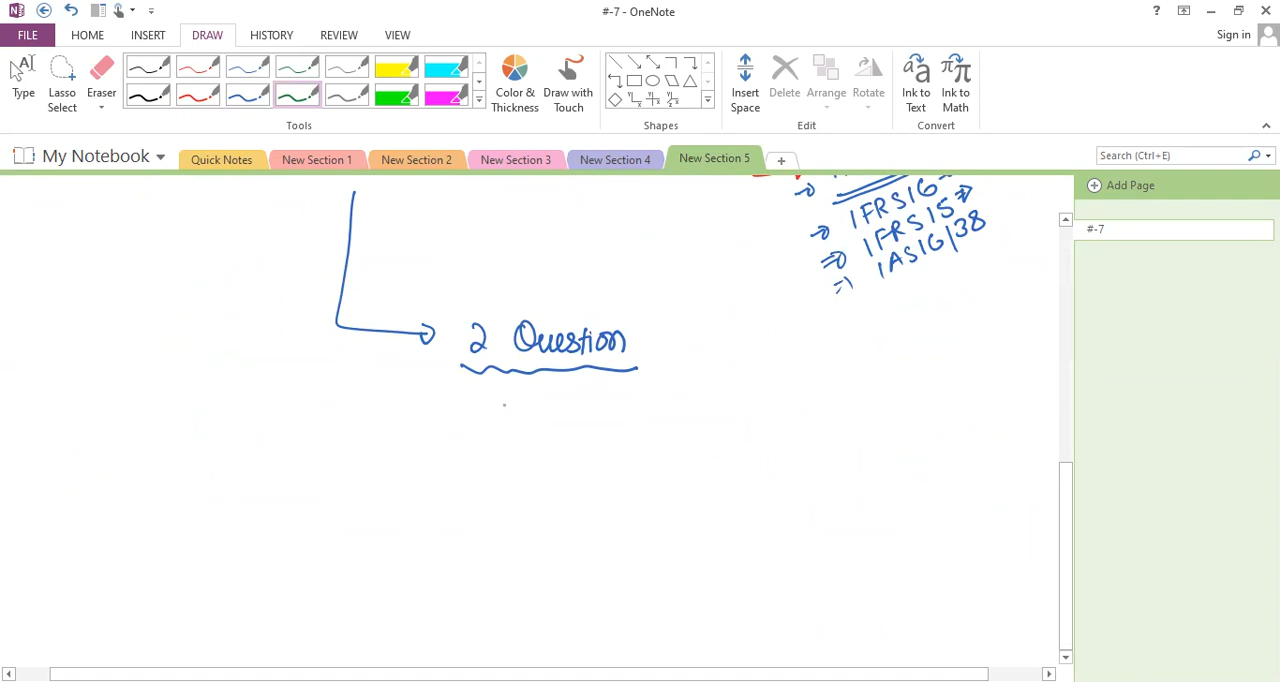 #-7 - OneNote
?
FILE HOME INSERT DRAW HISTORY REVIEW VIEW
Sign in
Type
Lasso Select
Eraser
Color & Thickness
Draw with Touch
Insert Space
Delete
Arrange
Rotate
Ink to Text
Ink to Math
Tools
Shapes
Edit
Convert
My Notebook
Quick Notes New Section 1 New Section 2 New Section 3 New Section 4 New Section 5
Search (Ctrl+E)
Add Page
#-7
IFRS16
IFRS15
IAS16/38
2 Question